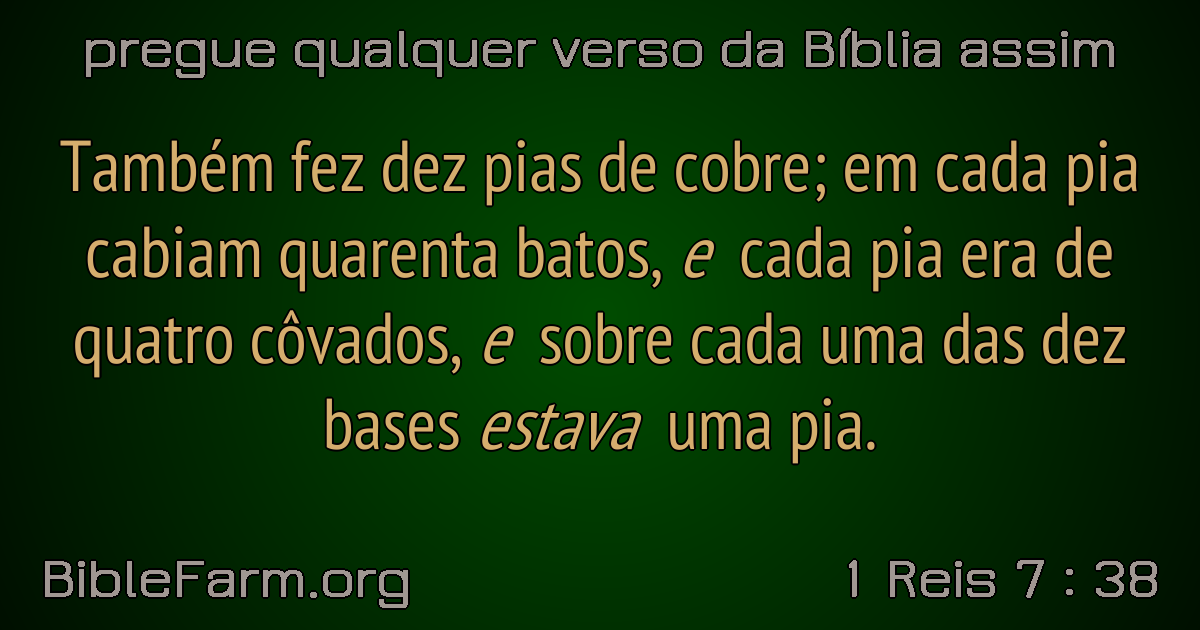 pregue qualquer verso da Bíblia assim
Também fez dez pias de cobre; em cada pia
cabiam quarenta batos, e cada pia era de
quatro côvados, e sobre cada uma das dez
bases estava uma pia.
BibleFarm.org
1 Reis 7 : 38